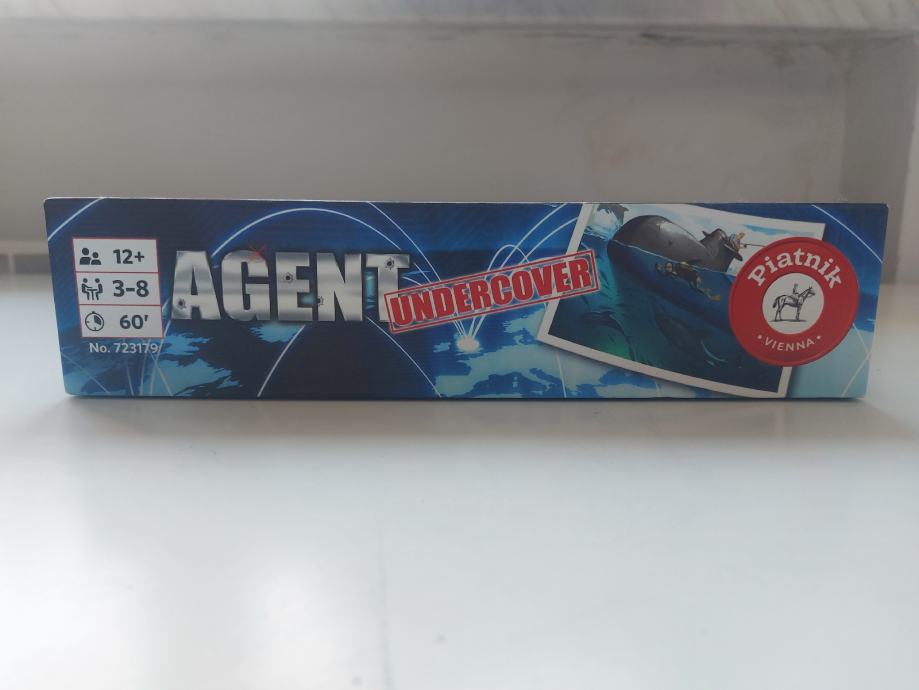 12+
3-8
60'
No. 723179
AGENT
UNDERCOVER
Piatnik
• VIENNA •